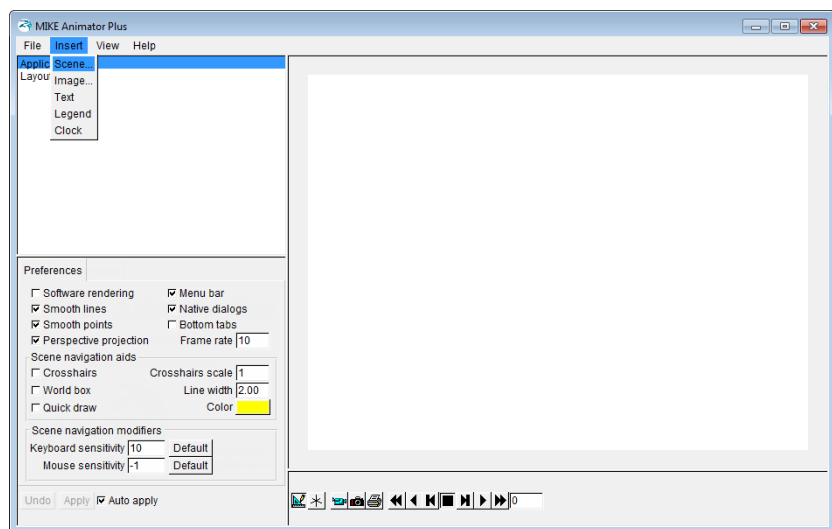 MIKE Animator Plus
File Insert View Help
Applic Scene...
Layou Image...
Text
Legend
Clock
Preferences
Software rendering Menu bar
Smooth lines Native dialogs
Smooth points Bottom tabs
Perspective projection Frame rate 10
Scene navigation aids
Crosshairs Crosshairs scale 1
World box Line width 2.00
Quick draw Color
Scene navigation modifiers
Keyboard sensitivity 10 Default
Mouse sensitivity -1 Default
Undo Apply Auto apply 0